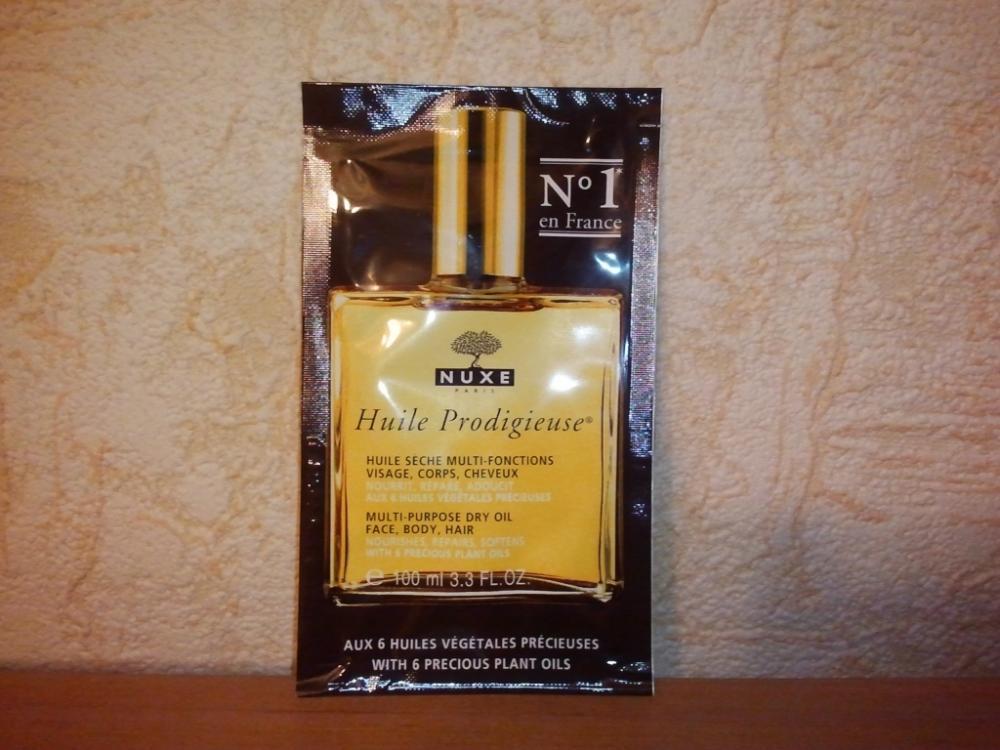 N° 1*
en France
NUXE
PARIS
Huile Prodigieuse®
HUILE SECHE MULTI-FONCTIONS
VISAGE, CORPS, CHEVEUX
NOURRIT, RÉPARE, ADOUCIT
AUX 6 HUILES VÉGÉTALES PRÉCIEUSES
MULTI-PURPOSE DRY OIL
FACE, BODY, HAIR
NOURISHES, REPAIRS, SOFTENS
WITH 6 PRECIOUS PLANT OILS
℮ 100 ml 3.3 FL.OZ.
AUX 6 HUILES VÉGÉTALES PRÉCIEUSES
WITH 6 PRECIOUS PLANT OILS